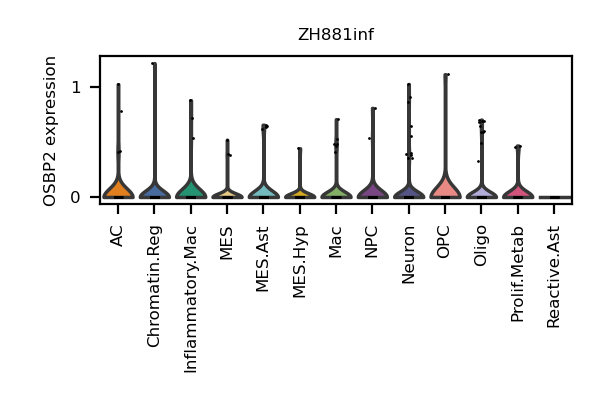 ZH881inf
OSBP2 expression
1
0
AC
Chromatin.Reg
Inflammatory.Mac
MES
MES.Ast
MES.Hyp
Mac
NPC
Neuron
OPC
Oligo
Prolif.Metab
Reactive.Ast